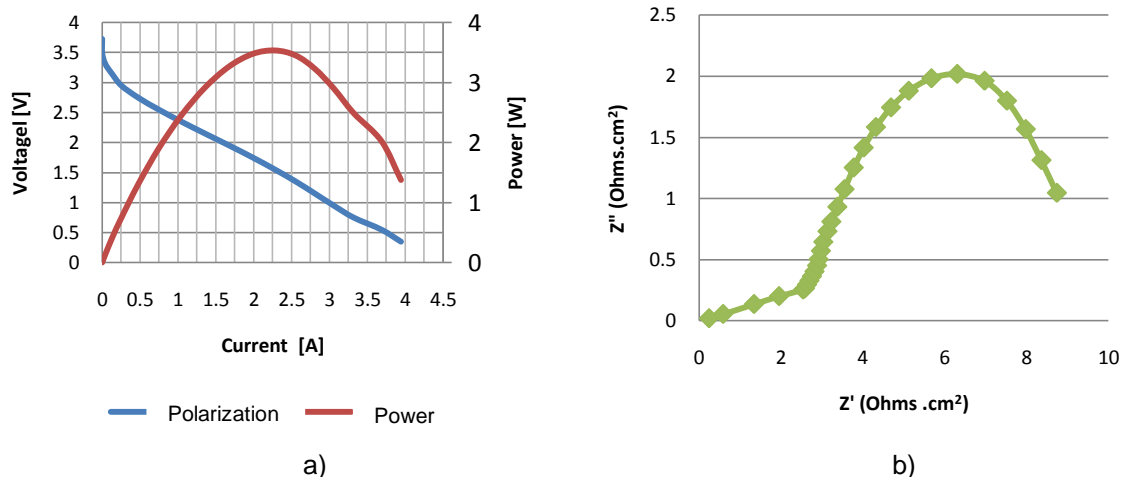 4
3.5
3
2.5
2
1.5
1
0.5
0
Voltagel [V]
0 0.5 1 1.5 2 2.5 3 3.5 4 4.5
Current [A]
4
3
2
1
0
Power [W]
Polarization Power
a)
2.5
2
1.5
1
0.5
0
Z" (Ohms.cm²)
0 2 4 6 8 10
Z' (Ohms .cm²)
b)